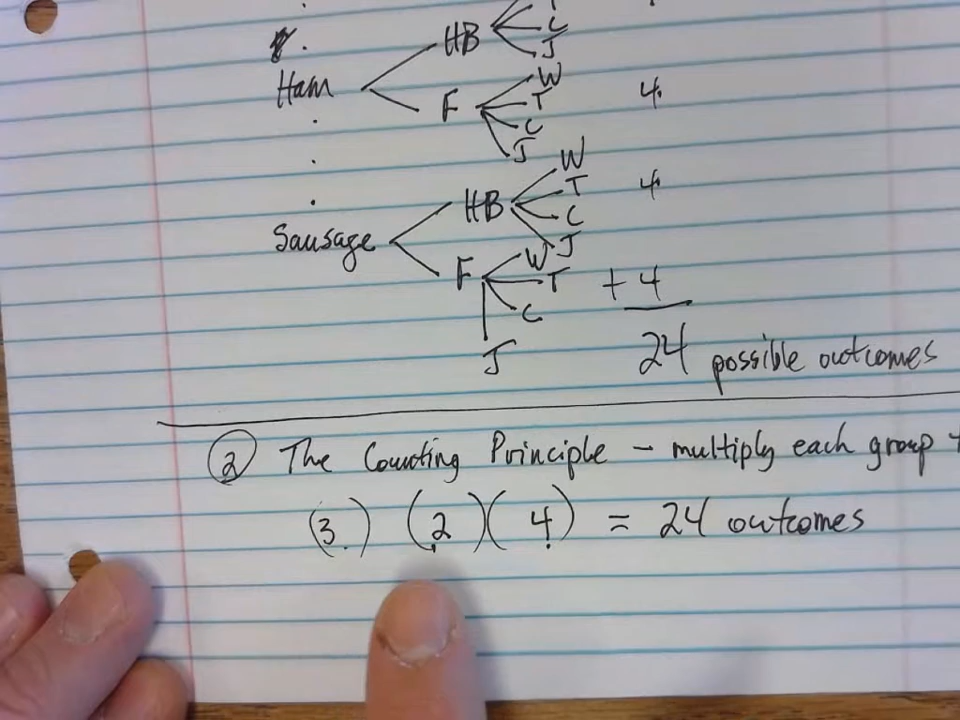 C
HB J
Ham
W
F T 4
C
J
W
HB T 4
C
Sausage J
W
F T + 4
C
J 24 possible outcomes
② The Counting Principle - multiply each group
(3.) (2)(4) = 24 outcomes